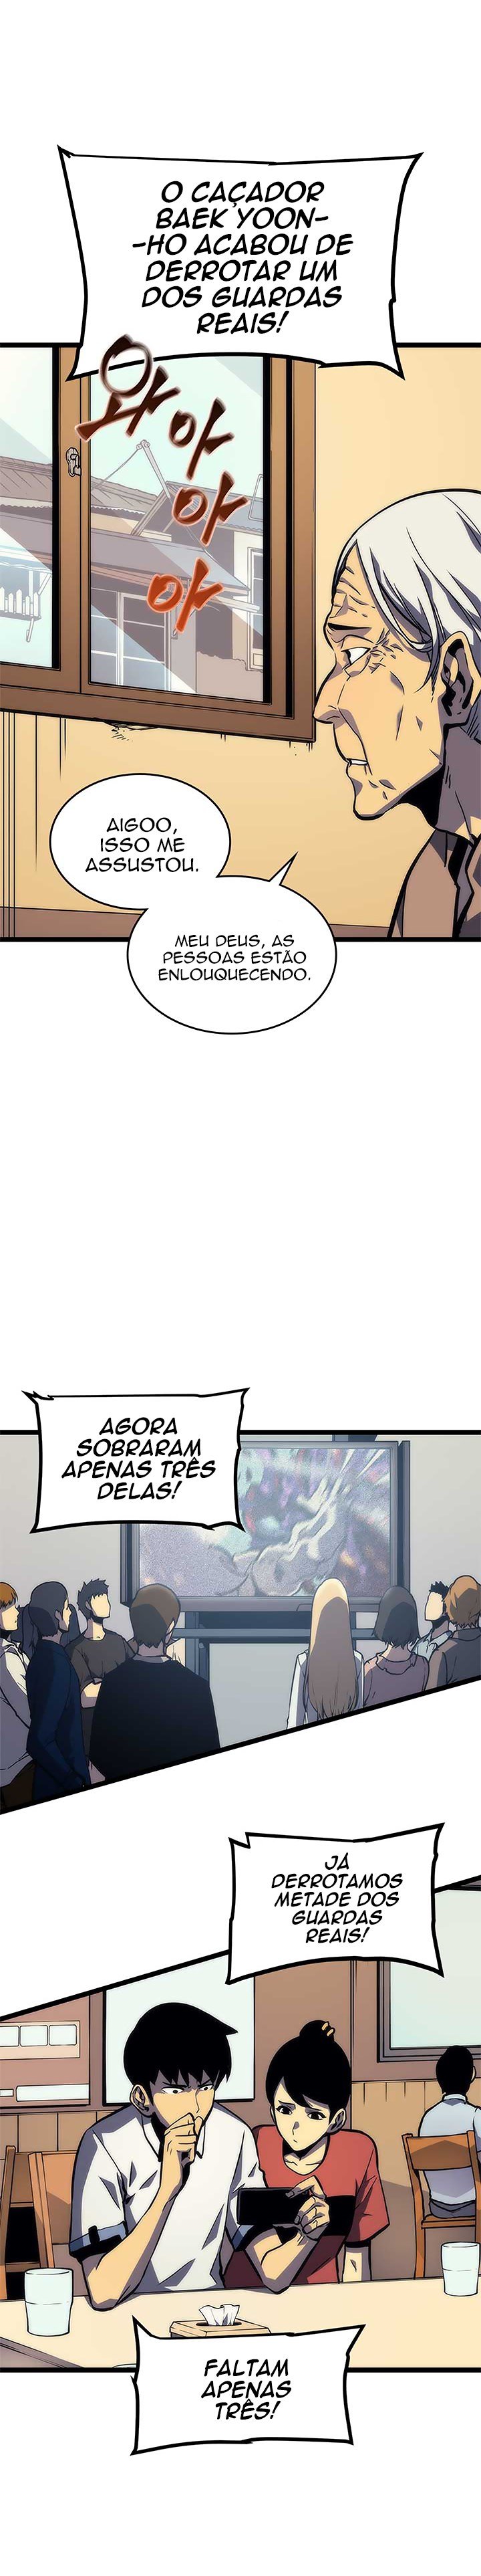 O CAÇADOR
BAEK YOON-
-HO ACABOU DE
DERROTAR UM
DOS GUARDAS
REAIS!
와아아아
AIGOO,
ISSO ME
ASSUSTOU.
MEU DEUS, AS
PESSOAS ESTÃO
ENLOUQUECENDO.
AGORA
SOBRARAM
APENAS TRÊS
DELAS!
JÁ
DERROTAMOS
METADE DOS
GUARDAS
REAIS!
FALTAM
APENAS
TRÊS!